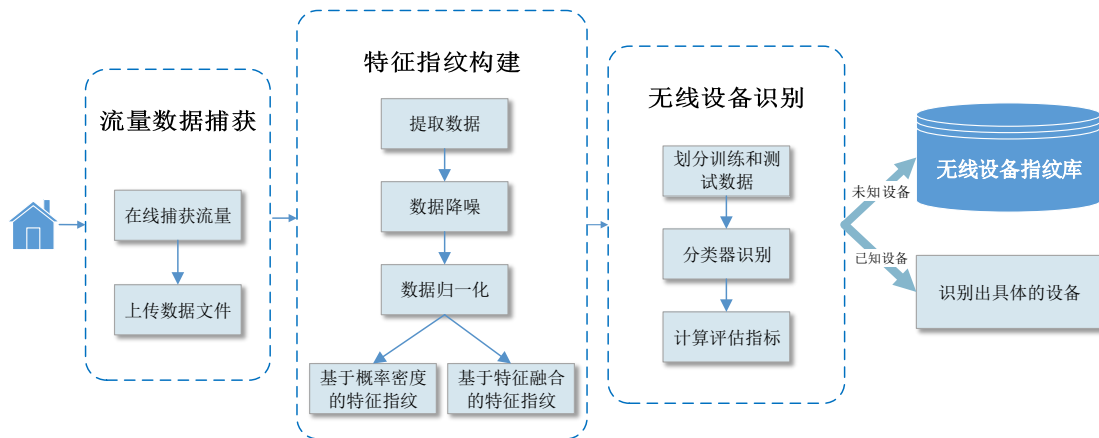 流量数据捕获
在线捕获流量
上传数据文件
特征指纹构建
提取数据
数据降噪
数据归一化
基于概率密度
的特征指纹
基于特征融合
的特征指纹
无线设备识别
划分训练和测
试数据
分类器识别
计算评估指标
未知设备
无线设备指纹库
已知设备
识别出具体的设备